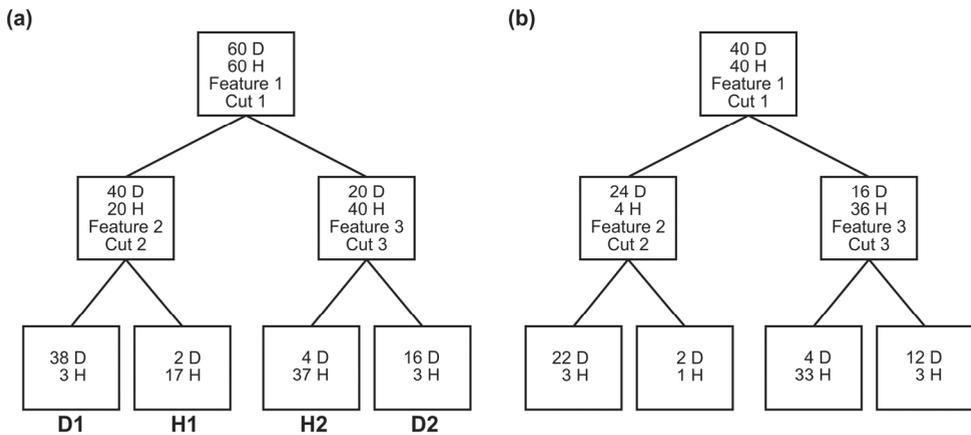 (a)
60 D
60 H
Feature 1
Cut 1
40 D
20 H
Feature 2
Cut 2
20 D
40 H
Feature 3
Cut 3
38 D
3 H
D1
2 D
17 H
H1
4 D
37 H
H2
16 D
3 H
D2
(b)
40 D
40 H
Feature 1
Cut 1
24 D
4 H
Feature 2
Cut 2
16 D
36 H
Feature 3
Cut 3
22 D
3 H
2 D
1 H
4 D
33 H
12 D
3 H